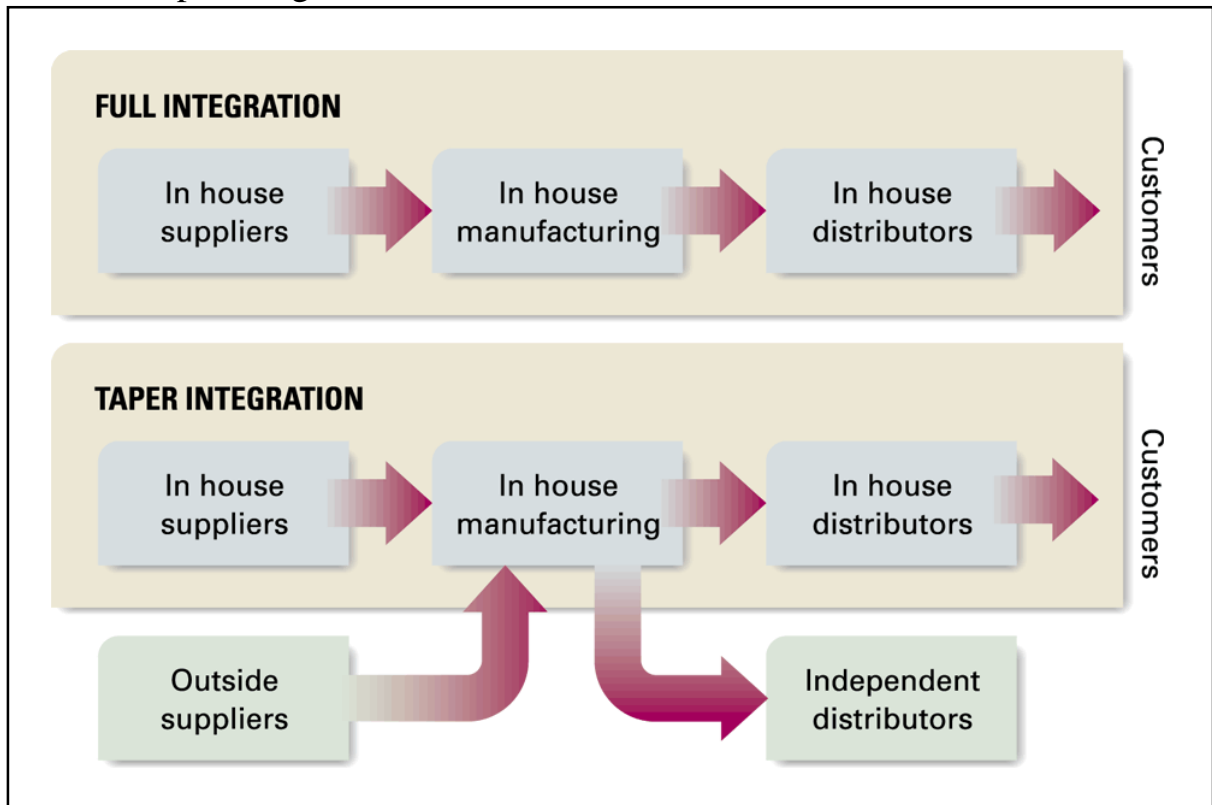 FULL INTEGRATION
In house
suppliers
In house
manufacturing
In house
distributors
Customers
TAPER INTEGRATION
In house
suppliers
In house
manufacturing
In house
distributors
Customers
Outside
suppliers
Independent
distributors